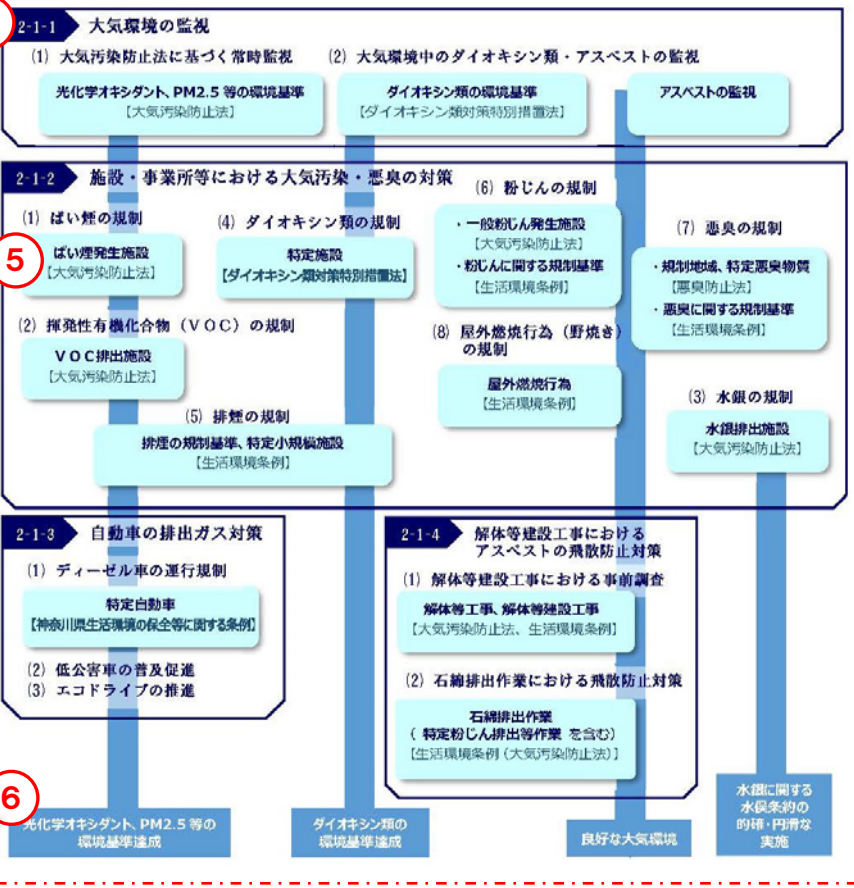 2-1-1 大気環境の監視
(1) 大気汚染防止法に基づく常時監視
(2) 大気環境中のダイオキシン類・アスベストの監視
光化学オキシダント、PM2.5 等の環境基準
【大気汚染防止法】
ダイオキシン類の環境基準
【ダイオキシン類対策特別措置法】
アスベストの監視
2-1-2 施設・事業所等における大気汚染・悪臭の対策
(1) ばい煙の規制
5
ばい煙発生施設
【大気汚染防止法】
(4) ダイオキシン類の規制
特定施設
【ダイオキシン類対策特別措置法】
(6) 粉じんの規制
・一般粉じん発生施設
【大気汚染防止法】
・粉じんに関する規制基準
【生活環境条例】
(7) 悪臭の規制
・規制地域、特定悪臭物質
【悪臭防止法】
・悪臭に関する規制基準
【生活環境条例】
(2) 揮発性有機化合物（VOC）の規制
VOC排出施設
【大気汚染防止法】
(8) 屋外燃焼行為（野焼き）
の規制
屋外燃焼行為
【生活環境条例】
(3) 水銀の規制
水銀排出施設
【大気汚染防止法】
(5) 排煙の規制
排煙の規制基準、特定小規模施設
【生活環境条例】
2-1-3 自動車の排出ガス対策
(1) ディーゼル車の運行規制
特定自動車
【神奈川県生活環境の保全等に関する条例】
(2) 低公害車の普及促進
(3) エコドライブの推進
2-1-4 解体等建設工事における
アスベストの飛散防止対策
(1) 解体等建設工事における事前調査
解体等工事、解体等建設工事
【大気汚染防止法、生活環境条例】
(2) 石綿排出作業における飛散防止対策
石綿排出作業
（ 特定粉じん排出等作業 を含む）
【生活環境条例（大気汚染防止法）】
6
光化学オキシダント、PM2.5 等の
環境基準達成
ダイオキシン類の
環境基準達成
良好な大気環境
水銀に関する
水俣条約の
的確・円滑な
実施